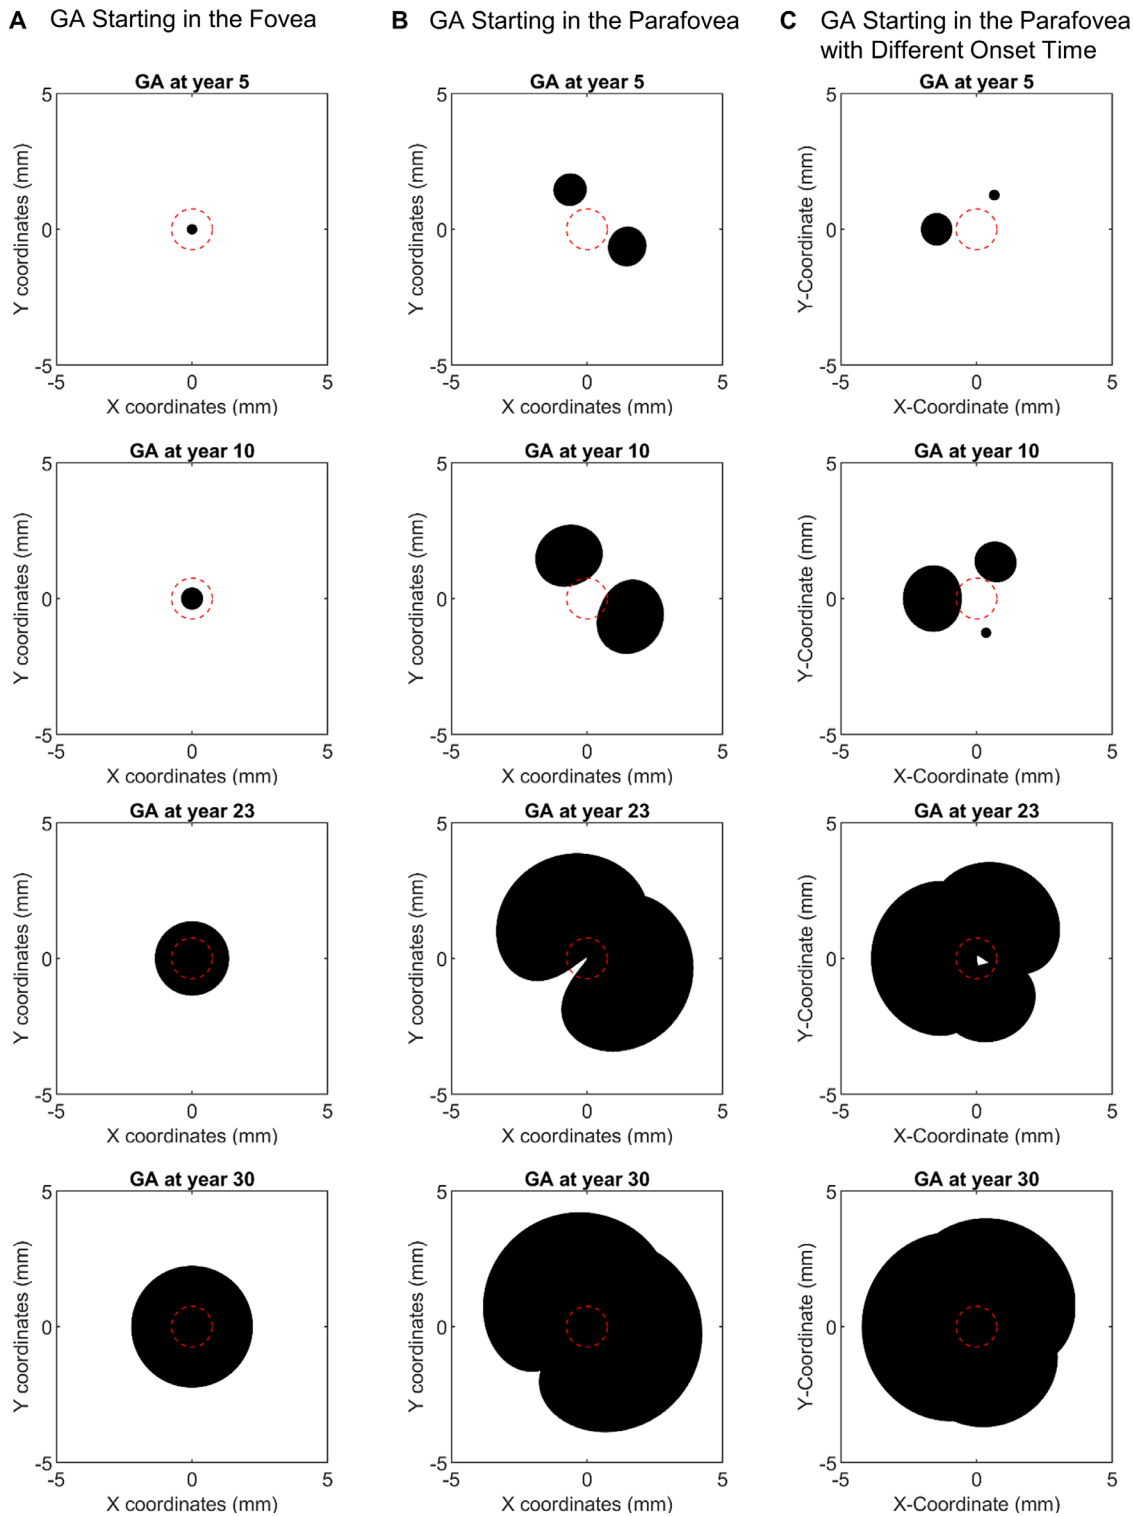 A GA Starting in the Fovea
B GA Starting in the Parafovea
C GA Starting in the Parafovea
with Different Onset Time
GA at year 5
5
Y coordinates (mm)
0
-5
-5 0 5
X coordinates (mm)
GA at year 5
5
Y coordinates (mm)
0
-5
-5 0 5
X coordinates (mm)
GA at year 5
5
Y-Coordinate (mm)
0
-5
-5 0 5
X-Coordinate (mm)
GA at year 10
5
Y coordinates (mm)
0
-5
-5 0 5
X coordinates (mm)
GA at year 10
5
Y coordinates (mm)
0
-5
-5 0 5
X coordinates (mm)
GA at year 10
5
Y-Coordinate (mm)
0
-5
-5 0 5
X-Coordinate (mm)
GA at year 23
5
Y coordinates (mm)
0
-5
-5 0 5
X coordinates (mm)
GA at year 23
5
Y coordinates (mm)
0
-5
-5 0 5
X coordinates (mm)
GA at year 23
5
Y-Coordinate (mm)
0
-5
-5 0 5
X-Coordinate (mm)
GA at year 30
5
Y coordinates (mm)
0
-5
-5 0 5
X coordinates (mm)
GA at year 30
5
Y coordinates (mm)
0
-5
-5 0 5
X coordinates (mm)
GA at year 30
5
Y-Coordinate (mm)
0
-5
-5 0 5
X-Coordinate (mm)